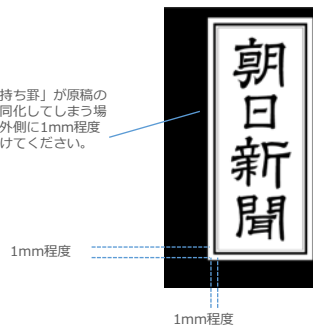 持ち罫」が原稿の
同化してしまう場
外側に1mm程度
けてください。
朝日新聞
1mm程度
1mm程度